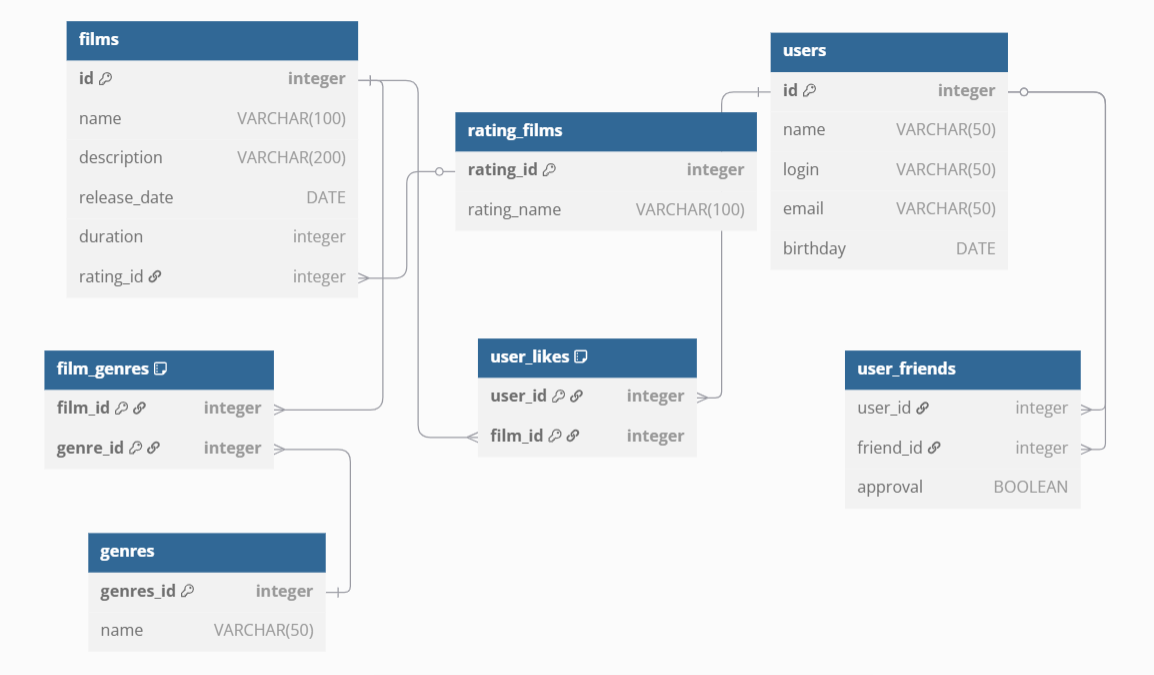 films
id integer
name VARCHAR(100)
description VARCHAR(200)
release_date DATE
duration integer
rating_id integer
rating_films
rating_id integer
rating_name VARCHAR(100)
users
id integer
name VARCHAR(50)
login VARCHAR(50)
email VARCHAR(50)
birthday DATE
film_genres
film_id integer
genre_id integer
user_likes
user_id integer
film_id integer
user_friends
user_id integer
friend_id integer
approval BOOLEAN
genres
genres_id integer
name VARCHAR(50)